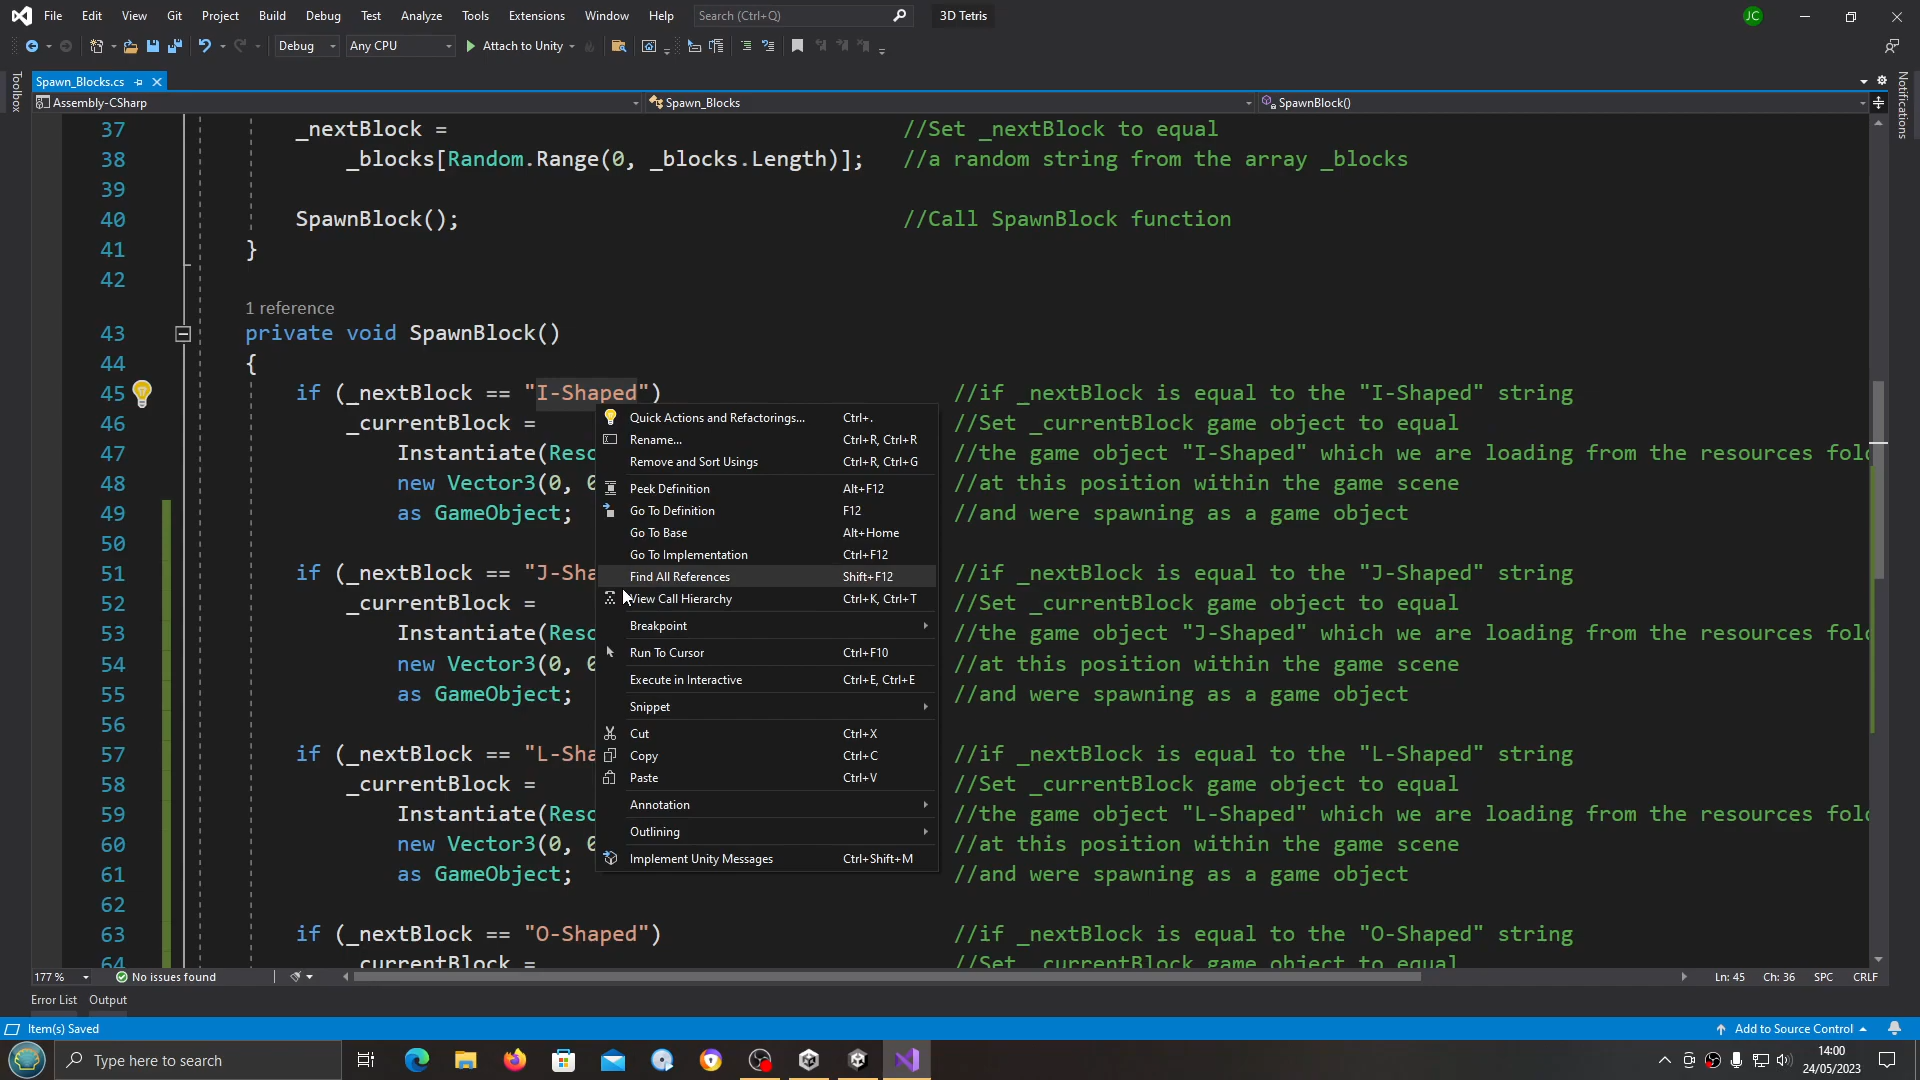 File Edit View Git Project Build Debug Test Analyze Tools Extensions Window Help Search (Ctrl+Q) 3D Tetris JC
Debug Any CPU Attach to Unity
Toolbox
Spawn_Blocks.cs
Notifications
Assembly-CSharp Spawn_Blocks SpawnBlock()
37 _nextBlock = //Set _nextBlock to equal
38 _blocks[Random.Range(0, _blocks.Length)]; //a random string from the array _blocks
39
40 SpawnBlock(); //Call SpawnBlock function
41 }
42
1 reference
43 private void SpawnBlock()
44 {
45 if (_nextBlock == "I-Shaped") //if _nextBlock is equal to the "I-Shaped" string
46 _currentBlock = //Set _currentBlock game object to equal
47 Instantiate(Reso //the game object "I-Shaped" which we are loading from the resources fol
48 new Vector3(0, 0 //at this position within the game scene
49 as GameObject; //and were spawning as a game object
50
51 if (_nextBlock == "J-Sha //if _nextBlock is equal to the "J-Shaped" string
52 _currentBlock = //Set _currentBlock game object to equal
53 Instantiate(Reso //the game object "J-Shaped" which we are loading from the resources fol
54 new Vector3(0, 0 //at this position within the game scene
55 as GameObject; //and were spawning as a game object
56
57 if (_nextBlock == "L-Sha //if _nextBlock is equal to the "L-Shaped" string
58 _currentBlock = //Set _currentBlock game object to equal
59 Instantiate(Reso //the game object "L-Shaped" which we are loading from the resources fol
60 new Vector3(0, 0 //at this position within the game scene
61 as GameObject; //and were spawning as a game object
62
63 if (_nextBlock == "O-Shaped") //if _nextBlock is equal to the "O-Shaped" string
64 _currentBlock = //Set _currentBlock game object to equal
Quick Actions and Refactorings... Ctrl+.
Rename... Ctrl+R, Ctrl+R
Remove and Sort Usings Ctrl+R, Ctrl+G
Peek Definition Alt+F12
Go To Definition F12
Go To Base Alt+Home
Go To Implementation Ctrl+F12
Find All References Shift+F12
View Call Hierarchy Ctrl+K, Ctrl+T
Breakpoint
Run To Cursor Ctrl+F10
Execute in Interactive Ctrl+E, Ctrl+E
Snippet
Cut Ctrl+X
Copy Ctrl+C
Paste Ctrl+V
Annotation
Outlining
Implement Unity Messages Ctrl+Shift+M
177 % No issues found Ln: 45 Ch: 36 SPC CRLF
Error List Output
Item(s) Saved Add to Source Control
Type here to search 14:00
24/05/2023